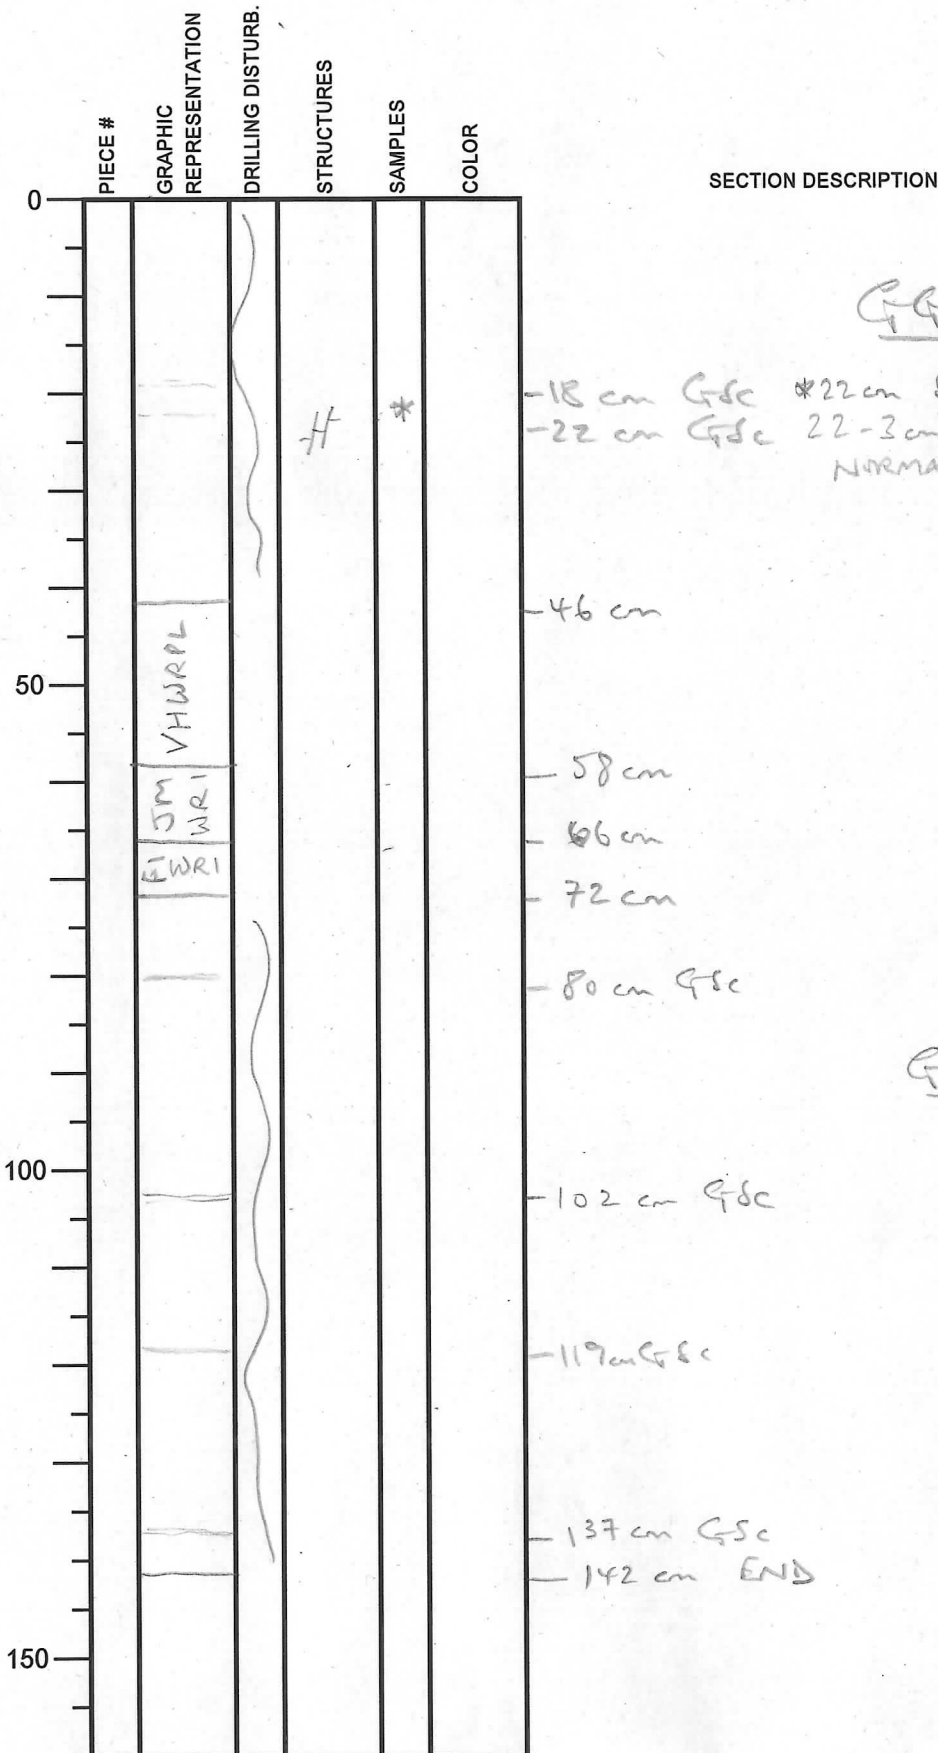 PIECE #
GRAPHIC
REPRESENTATION
DRILLING DISTURB.
STRUCTURES
SAMPLES
COLOR
SECTION DESCRIPTION
0
-18 cm GSc *22 cm
-22 cm GSc 22-3 cm
NORMA
-46 cm
VHWRPL
50
- 58 cm
JM
WRI
- 66 cm
WRI
- 72 cm
- 80 cm GSc
100
-102 cm GSc
-119 cm GSc
- 137 cm GSc
- 142 cm END
150